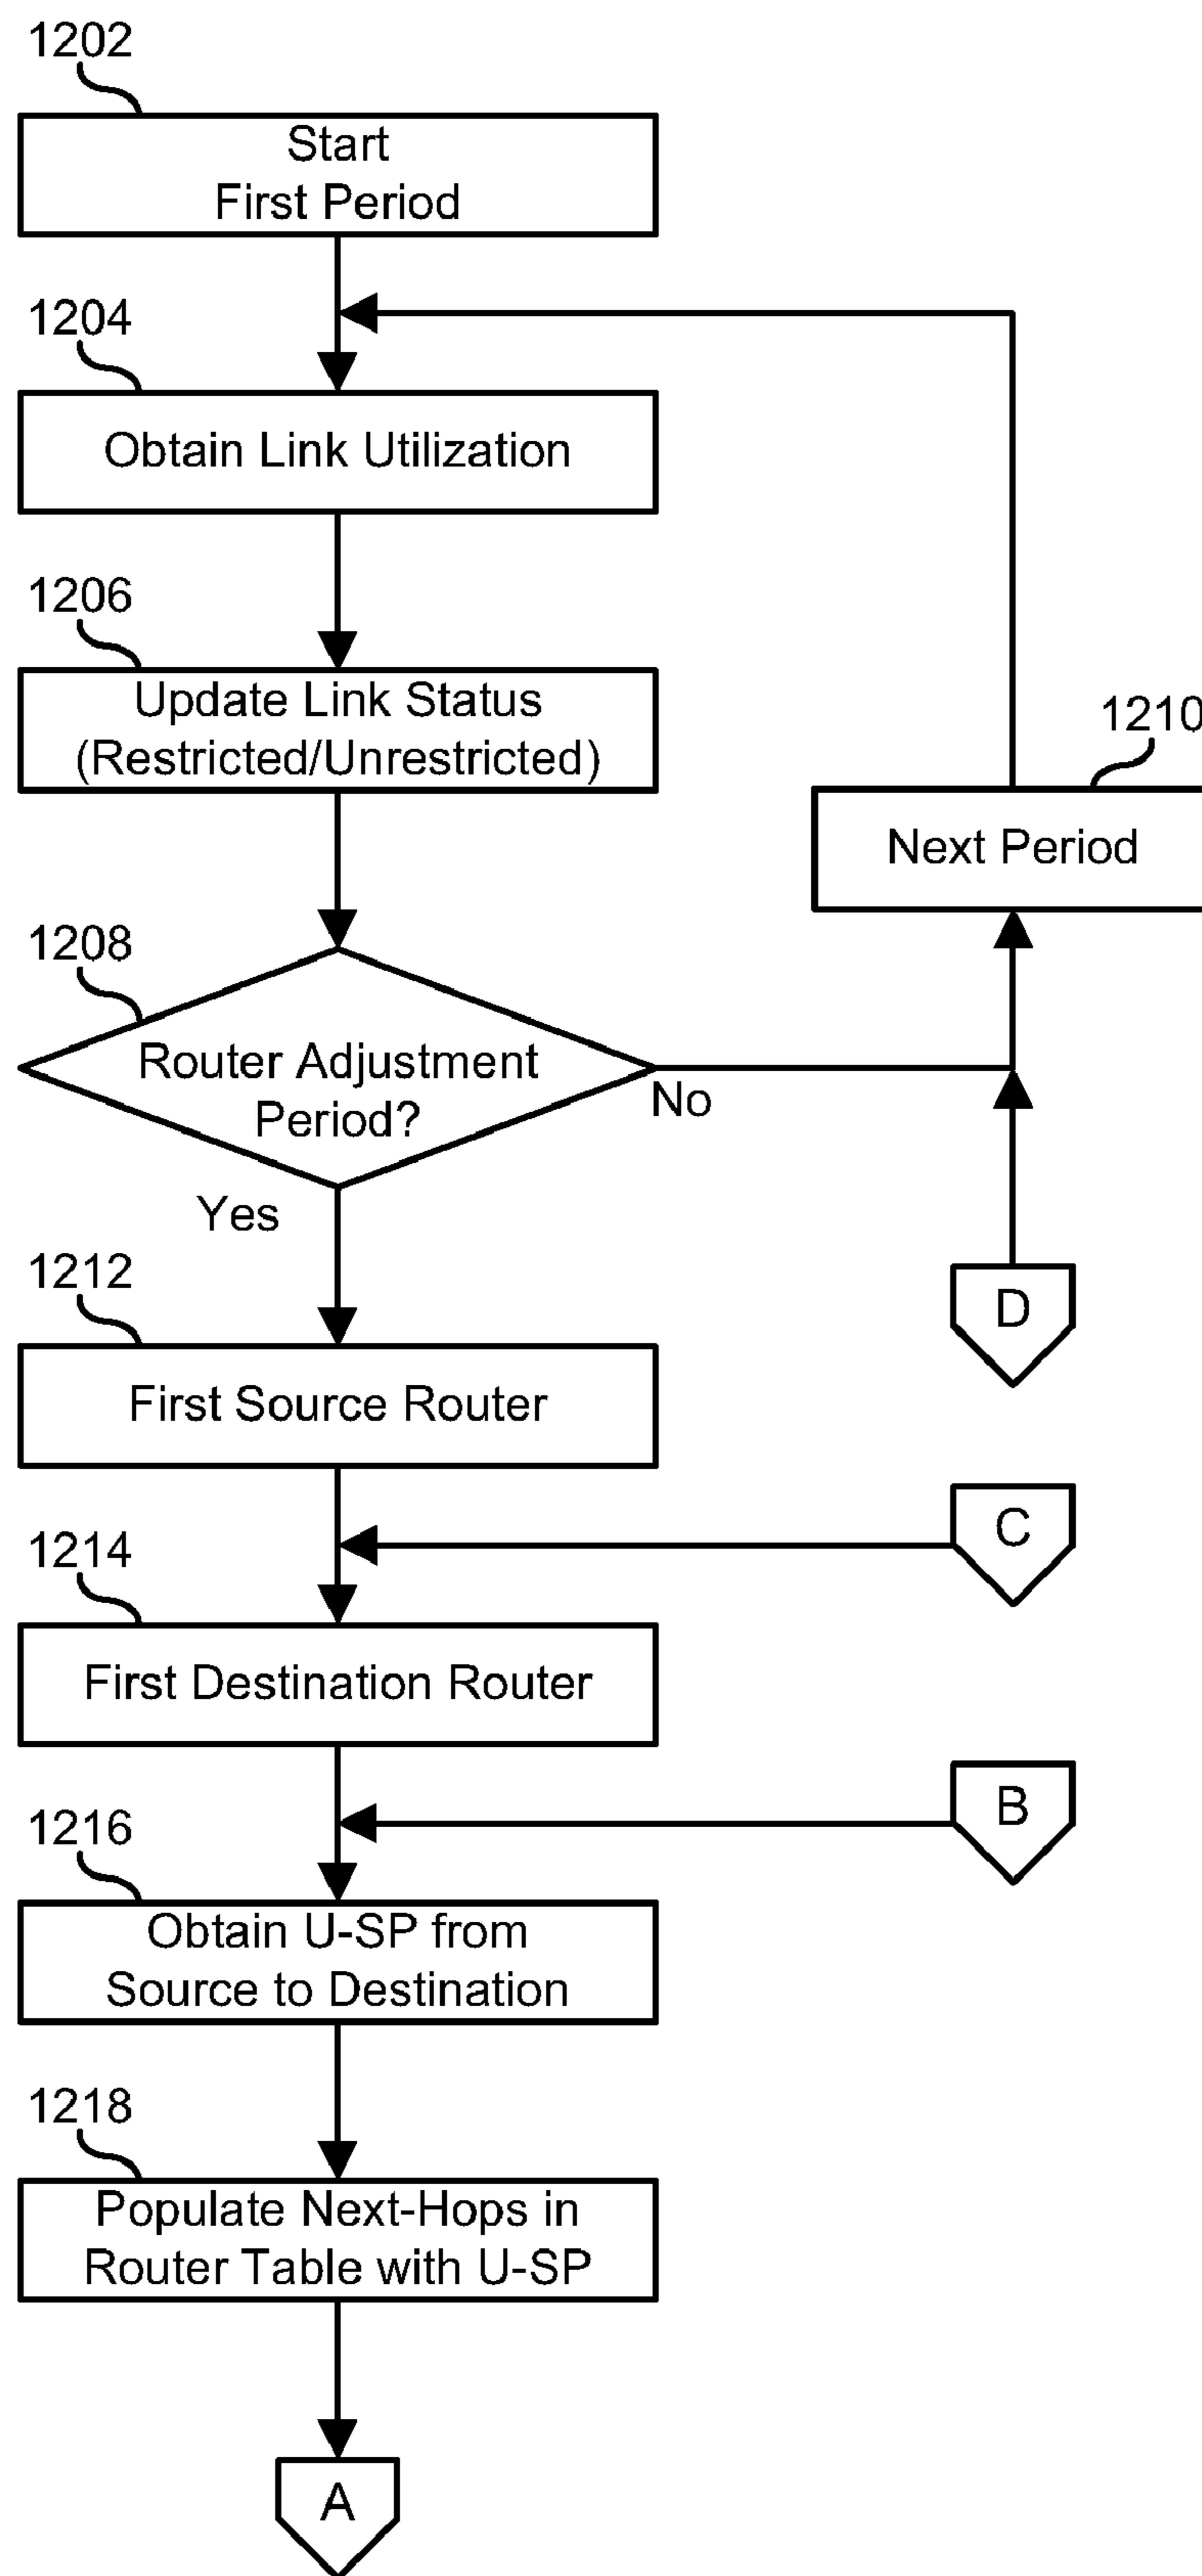 1202
Start
First Period
1204
Obtain Link Utilization
1206
Update Link Status
(Restricted/Unrestricted)
1210
Next Period
1208
Router Adjustment
Period?
No
Yes
1212
D
First Source Router
C
1214
First Destination Router
B
1216
Obtain U-SP from
Source to Destination
1218
Populate Next-Hops in
Router Table with U-SP
A